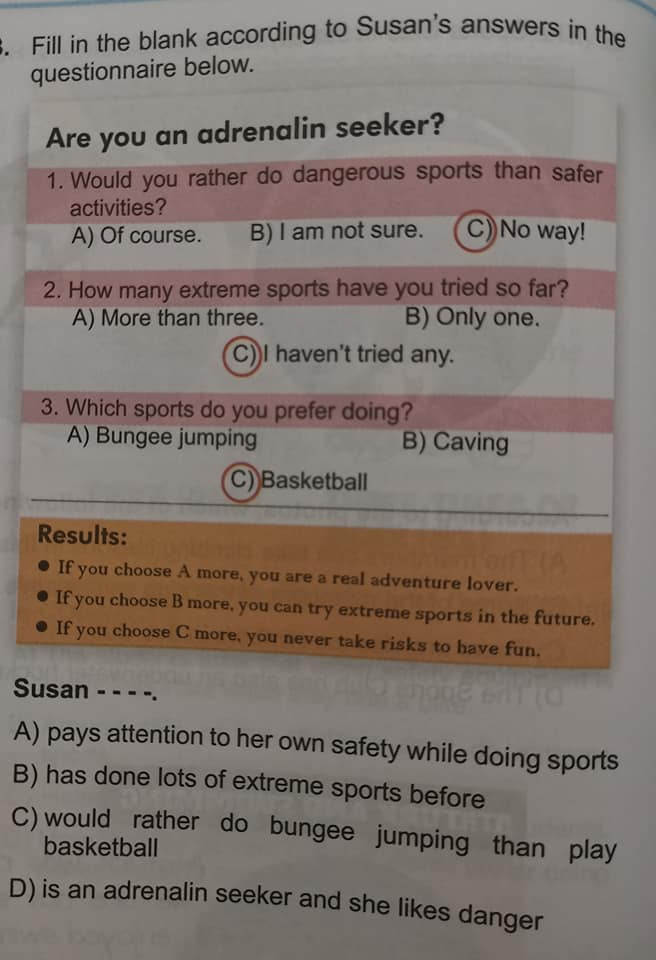 3. Fill in the blank according to Susan's answers in the
questionnaire below.
Are you an adrenalin seeker?
1. Would you rather do dangerous sports than safer
activities?
A) Of course. B) I am not sure. C) No way!
2. How many extreme sports have you tried so far?
A) More than three. B) Only one.
C) I haven't tried any.
3. Which sports do you prefer doing?
A) Bungee jumping B) Caving
C) Basketball
Results:
● If you choose A more, you are a real adventure lover.
● If you choose B more, you can try extreme sports in the future.
● If you choose C more, you never take risks to have fun.
Susan - - - -.
A) pays attention to her own safety while doing sports
B) has done lots of extreme sports before
C) would rather do bungee jumping than play
basketball
D) is an adrenalin seeker and she likes danger